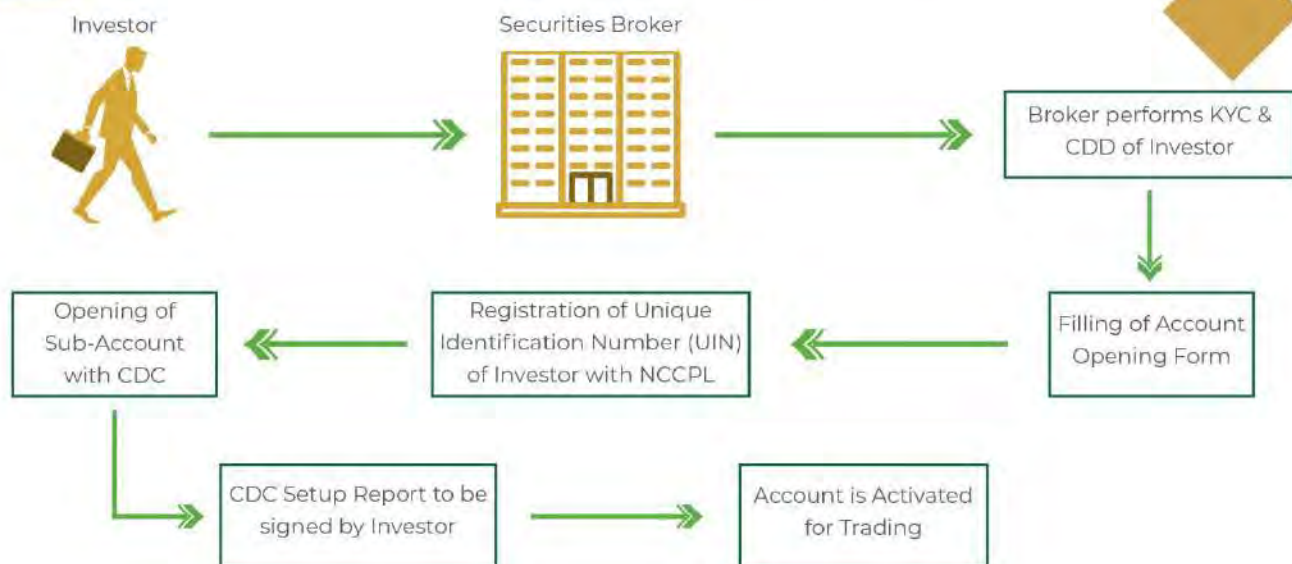 Investor
Securities Broker
Broker performs KYC &
CDD of Investor
Filling of Account
Opening Form
Registration of Unique
Identification Number (UIN)
of Investor with NCCPL
Opening of
Sub-Account
with CDC
CDC Setup Report to be
signed by Investor
Account is Activated
for Trading